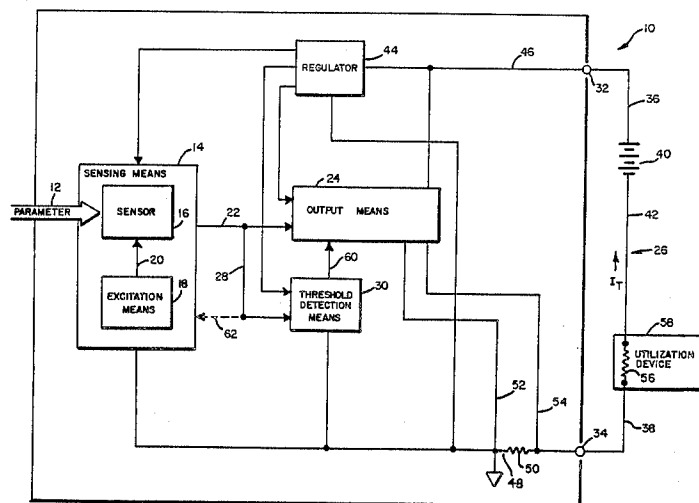 10
44
REGULATOR
46
32
36
14
SENSING MEANS
40
12
PARAMETER
SENSOR
16
22
24
OUTPUT MEANS
42
26
20
28
60
IT
EXCITATION
MEANS
18
30
THRESHOLD
DETECTION
MEANS
62
58
UTILIZATION
DEVICE
56
52
54
34
38
48
50